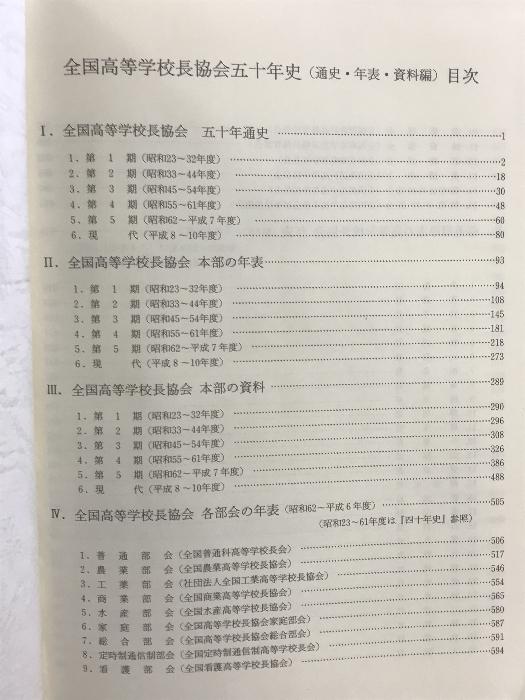 全国高等学校長協会五十年史（通史・年表・資料編）目次
Ⅰ．全国高等学校長協会　五十年通史 ……1
1．第　1　期（昭和23～32年度）……2
2．第　2　期（昭和33～44年度）……18
3．第　3　期（昭和45～54年度）……30
4．第　4　期（昭和55～61年度）……48
5．第　5　期（昭和62～平成7年度）……68
6．現　　　代（平成8～10年度）……80
Ⅱ．全国高等学校長協会 本部の年表……93
1．第　1　期（昭和23～32年度）……94
2．第　2　期（昭和33～44年度）……108
3．第　3　期（昭和45～54年度）……145
4．第　4　期（昭和55～61年度）……181
5．第　5　期（昭和62～平成7年度）……218
6．現　　　代（平成8～10年度）……273
Ⅲ．全国高等学校長協会 本部の資料……289
1．第　1　期（昭和23～32年度）……290
2．第　2　期（昭和33～44年度）……296
3．第　3　期（昭和45～54年度）……308
4．第　4　期（昭和55～61年度）……326
5．第　5　期（昭和62～平成7年度）……386
6．現　　　代（平成8～10年度）……488
Ⅳ．全国高等学校長協会 各部会の年表（昭和62～平成6年度）……505
（昭和23～61年度は『四十年史』参照）
1．普　通　部　会（全国普通科高等学校長会）……506
2．農　業　部　会（全国農業高等学校長協会）……517
3．工　業　部　会（社団法人全国工業高等学校長協会）……546
4．商　業　部　会（全国商業高等学校長協会）……554
5．水　産　部　会（全国水産高等学校長協会）……565
6．家　庭　部　会（全国高等学校長協会家庭部会）……580
7．総　合　部　会（全国高等学校長協会総合部会）……587
8．定時制通信制部会（全国定時制通信制高等学校長会）……591
9．看　護　部　会（全国看護高等学校長協会）……594